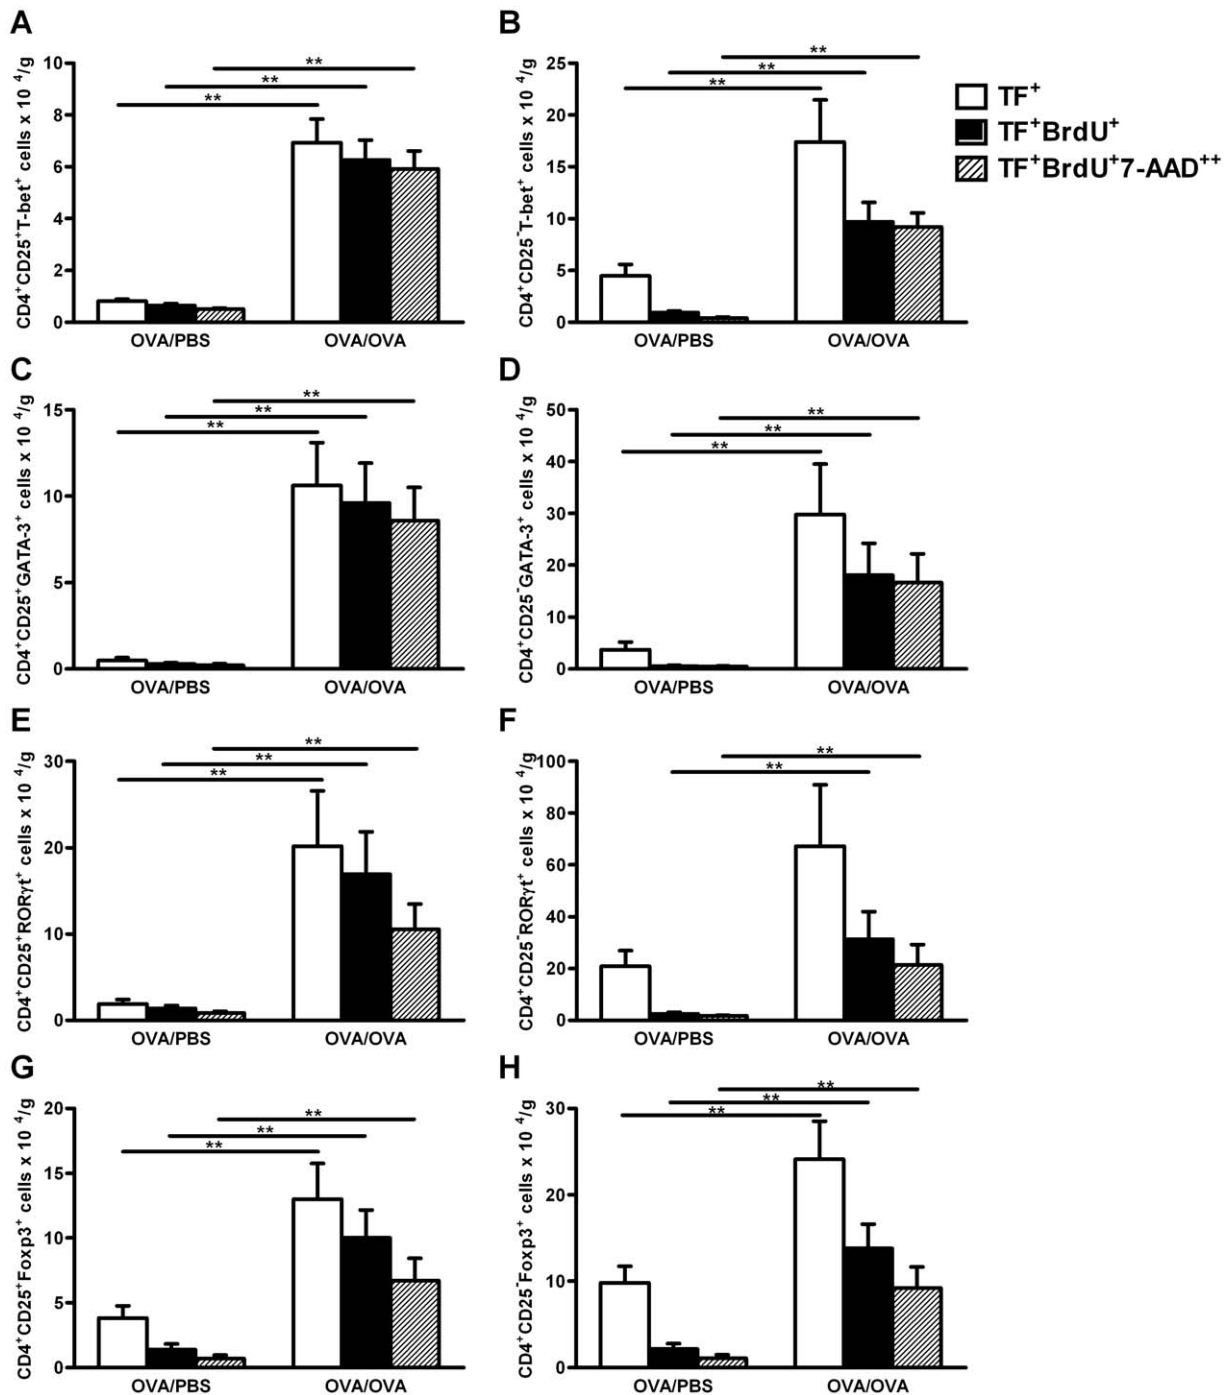 A
CD4⁺CD25⁺T-bet⁺ cells x 10 ⁴/g
10
8
6
4
2
0
**
**
**
OVA/PBS
OVA/OVA
B
CD4⁺CD25⁻T-bet⁺ cells x 10 ⁴/g
25
20
15
10
5
0
**
**
**
OVA/PBS
OVA/OVA
TF⁺
TF⁺BrdU⁺
TF⁺BrdU⁺7-AAD⁺⁺
C
CD4⁺CD25⁺GATA-3⁺ cells x 10 ⁴/g
15
10
5
0
**
**
**
OVA/PBS
OVA/OVA
D
CD4⁺CD25⁻GATA-3⁺ cells x 10 ⁴/g
50
40
30
20
10
0
**
**
**
OVA/PBS
OVA/OVA
E
CD4⁺CD25⁺RORγt⁺ cells x 10 ⁴/g
30
20
10
0
**
**
**
OVA/PBS
OVA/OVA
F
CD4⁺CD25⁻RORγt⁺ cells x 10 ⁴/g
100
80
60
40
20
0
**
**
OVA/PBS
OVA/OVA
G
CD4⁺CD25⁺Foxp3⁺ cells x 10 ⁴/g
20
15
10
5
0
**
**
**
OVA/PBS
OVA/OVA
H
CD4⁺CD25⁻Foxp3⁺ cells x 10 ⁴/g
30
20
10
0
**
**
**
OVA/PBS
OVA/OVA